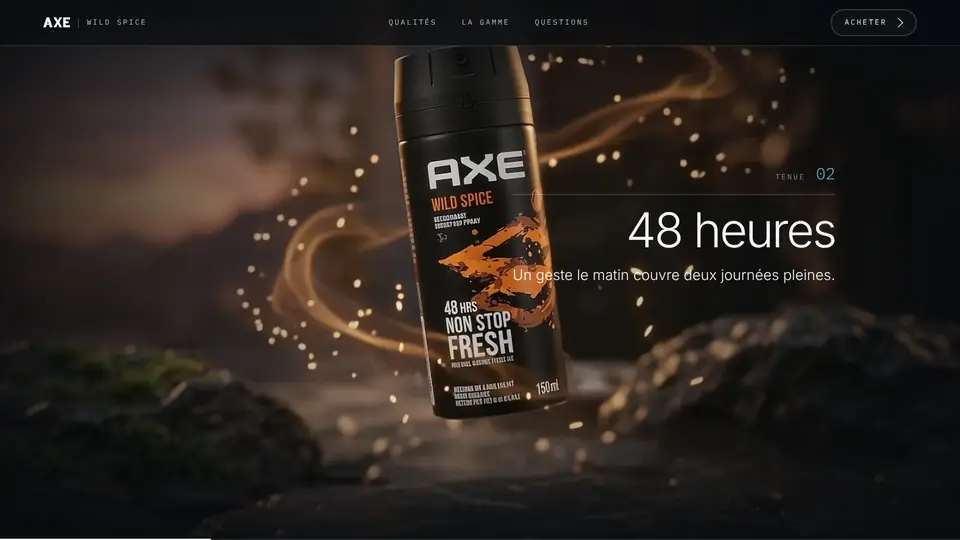 AXE | WILD SPICE
QUALITÉS
LA GAMME
QUESTIONS
ACHETER
AXE
WILD SPICE
48 HRS
NON STOP
FRESH
150ml
TENUE 02
48 heures
Un geste le matin couvre deux journées pleines.